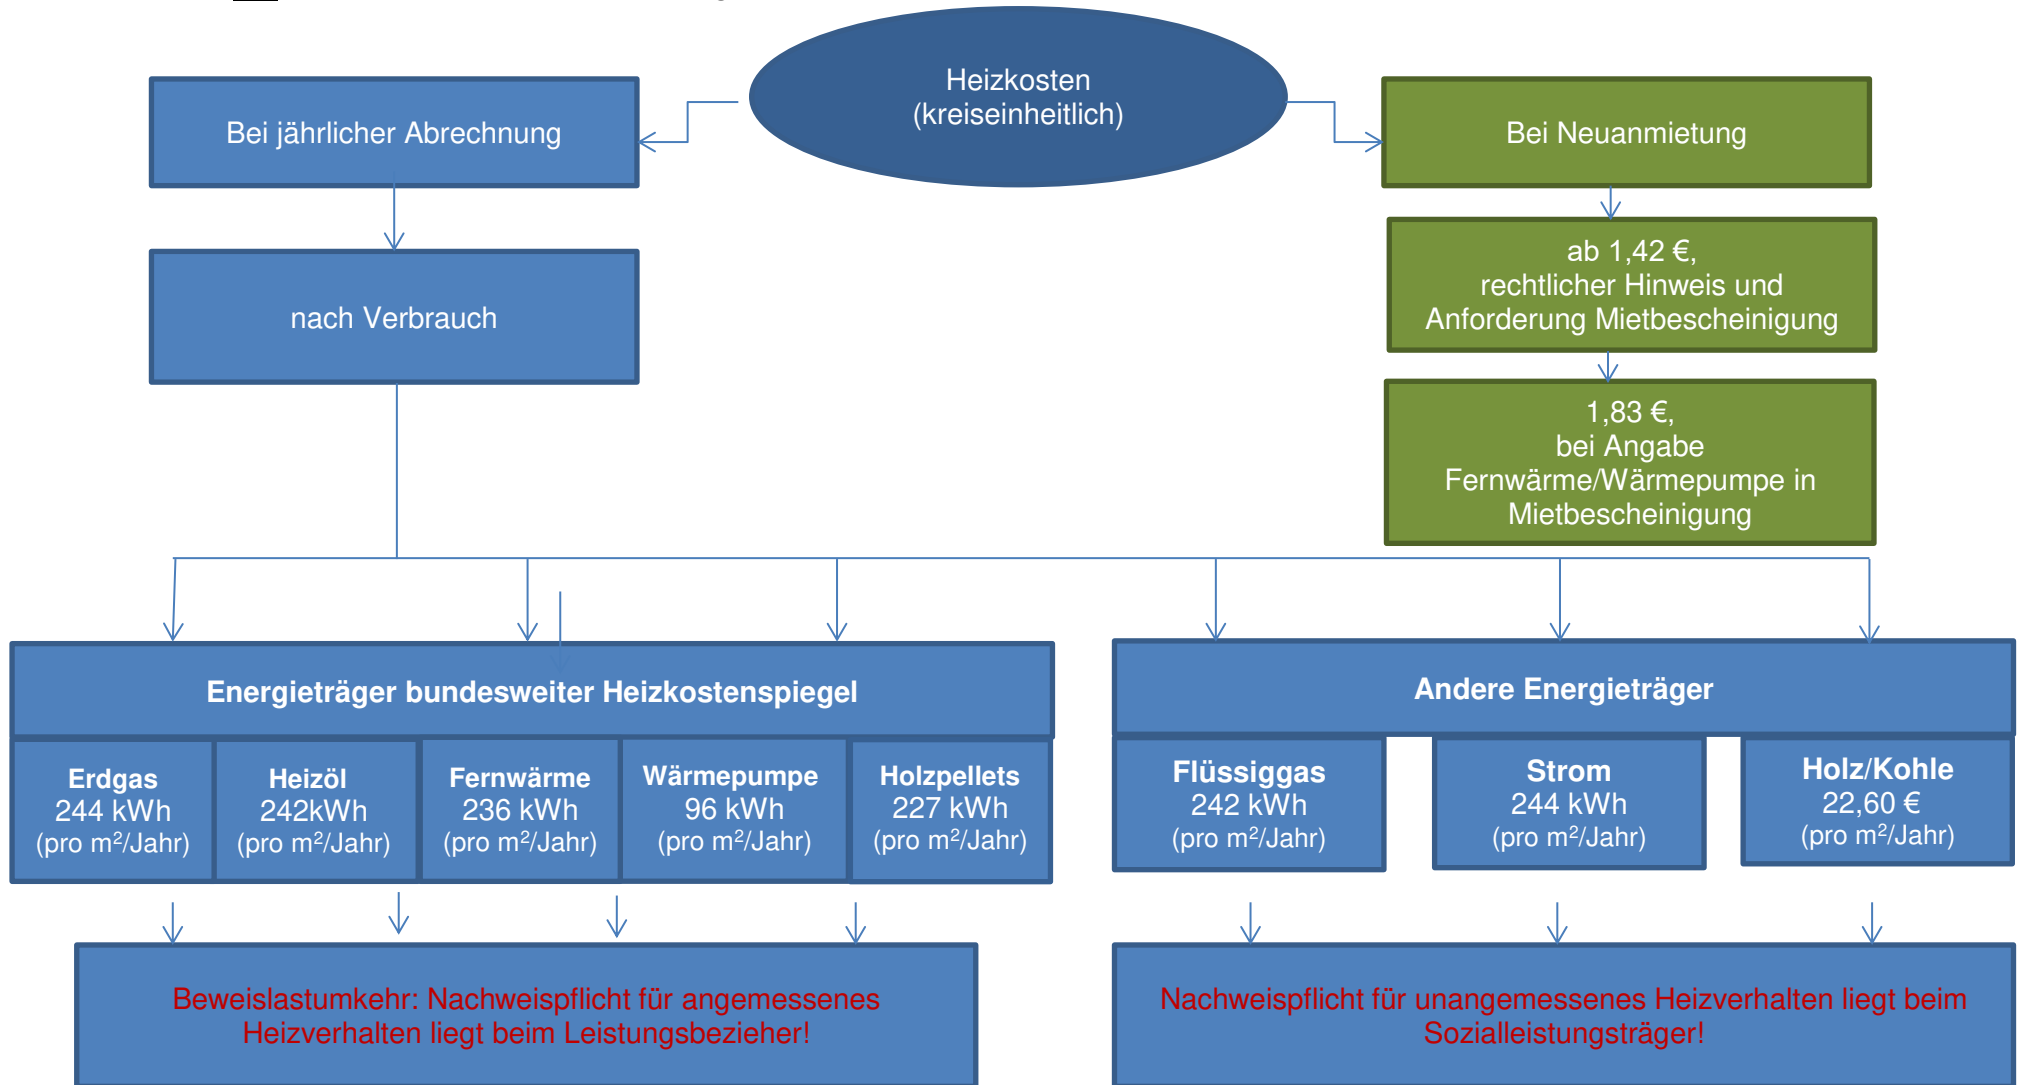 Heizkosten
(kreiseinheitlich)
Bei jährlicher Abrechnung
Bei Neuanmietung
nach Verbrauch
ab 1,42 €,
rechtlicher Hinweis und
Anforderung Mietbescheinigung
1,83 €,
bei Angabe
Fernwärme/Wärmepumpe in
Mietbescheinigung
Energieträger bundesweiter Heizkostenspiegel
Erdgas
244 kWh
(pro m²/Jahr)
Heizöl
242kWh
(pro m²/Jahr)
Fernwärme
236 kWh
(pro m²/Jahr)
Wärmepumpe
96 kWh
(pro m²/Jahr)
Holzpellets
227 kWh
(pro m²/Jahr)
Andere Energieträger
Flüssiggas
242 kWh
(pro m²/Jahr)
Strom
244 kWh
(pro m²/Jahr)
Holz/Kohle
22,60 €
(pro m²/Jahr)
Beweislastumkehr: Nachweispflicht für angemessenes
Heizverhalten liegt beim Leistungsbezieher!
Nachweispflicht für unangemessenes Heizverhalten liegt beim
Sozialleistungsträger!